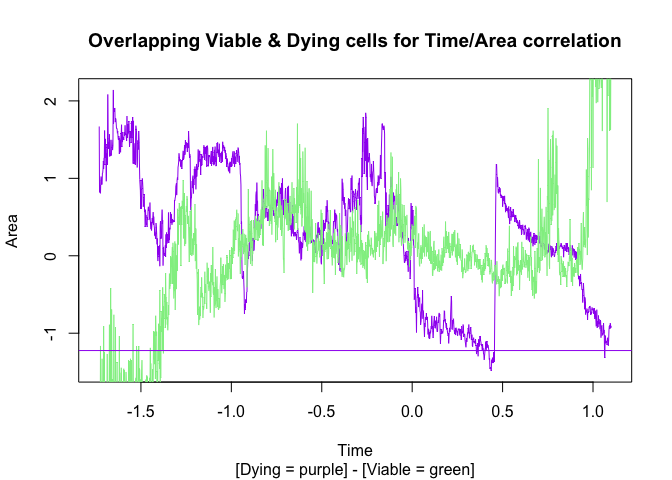 Overlapping Viable & Dying cells for Time/Area correlation
2
1
0
-1
Area
-1.5 -1.0 -0.5 0.0 0.5 1.0
Time
[Dying = purple] - [Viable = green]